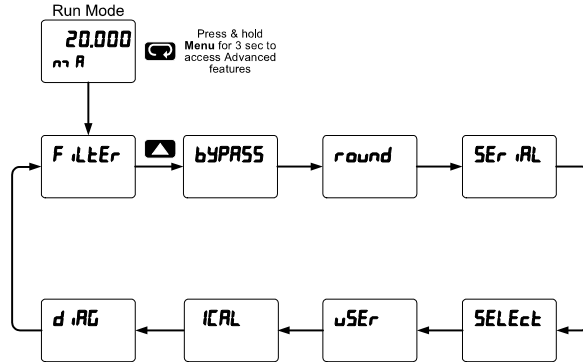 Run Mode
20.000
mA
Press & hold
Menu for 3 sec to
access Advanced
features
FiLtEr
bYPASS
round
SEriAL
diAG
ICAL
uSEr
SELEct